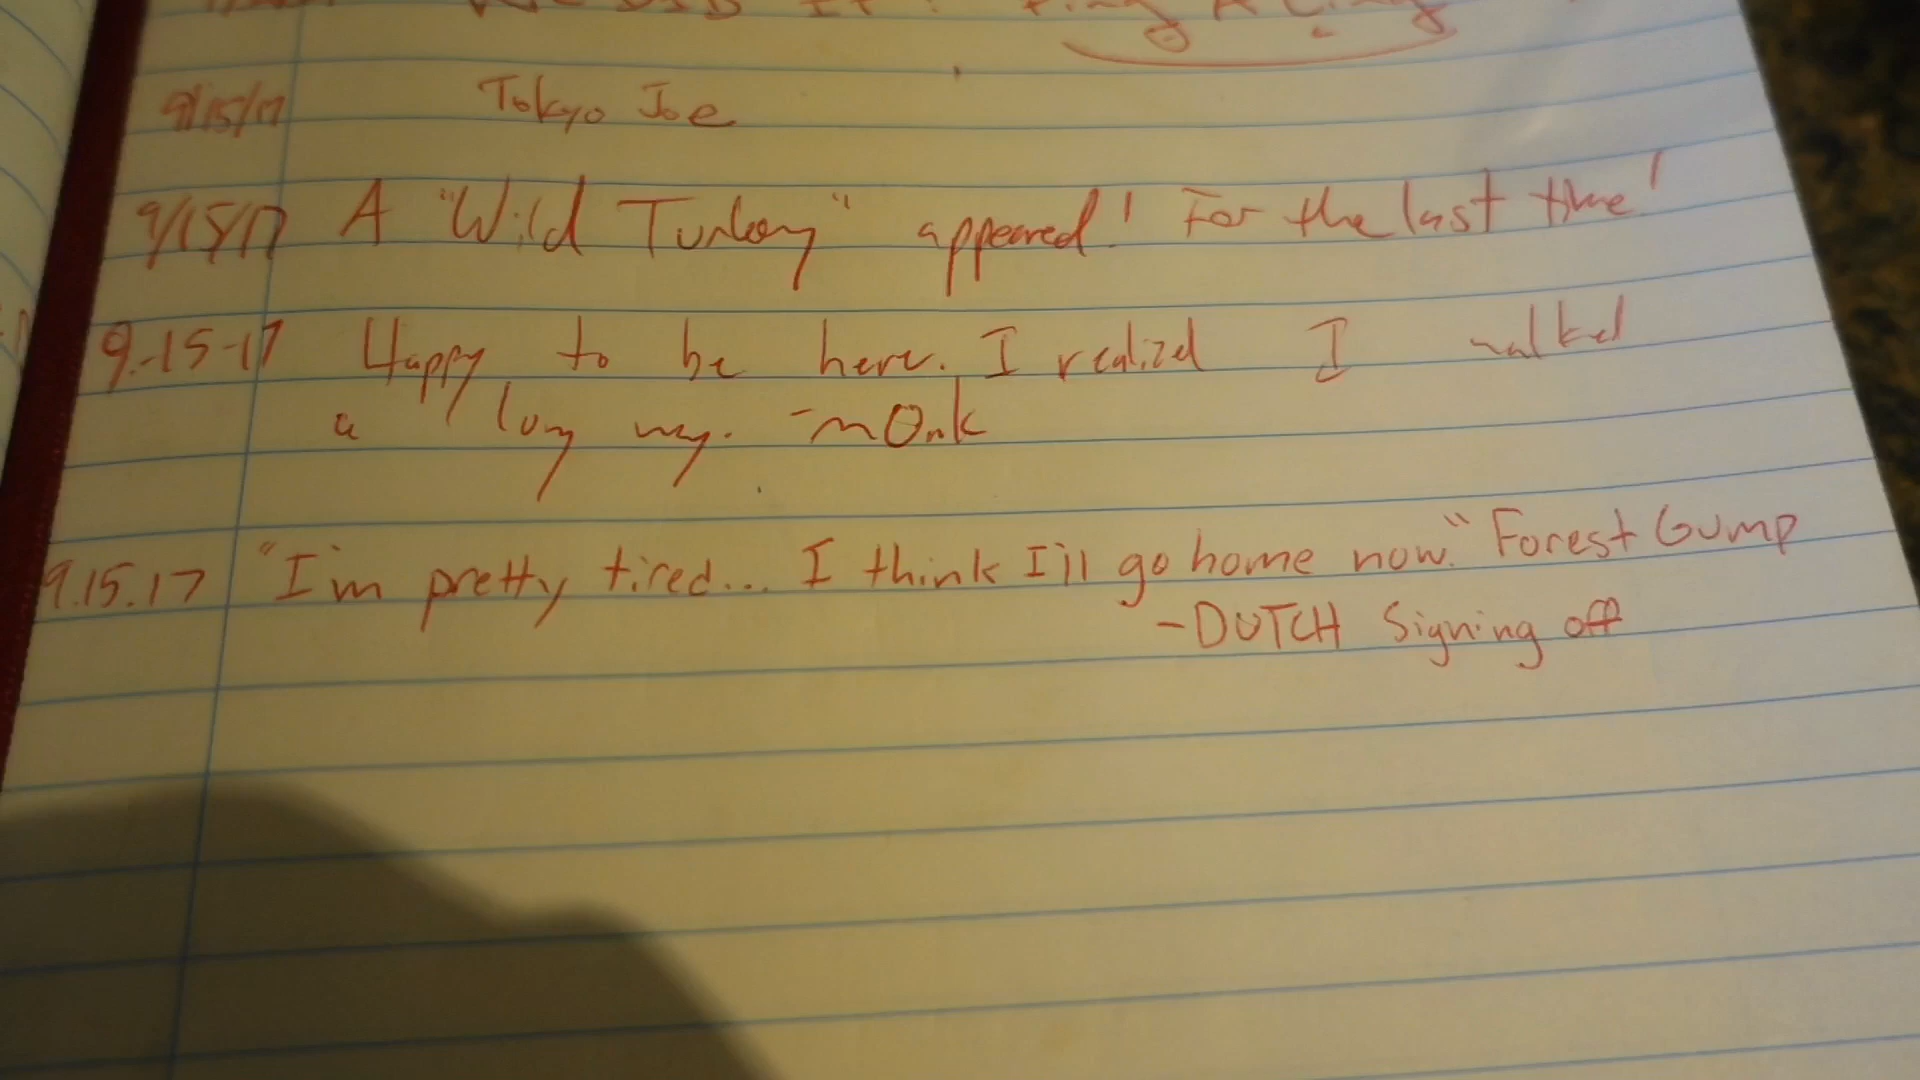 9/15/17 Tokyo Joe
9/15/17 A "Wild Turkey" appeared! For the last time!
9-15-17 Happy to be here. I realized I walked
a long way. -mOnk
9.15.17 "I'm pretty tired... I think I'll go home now." Forest Gump
-DUTCH Signing off